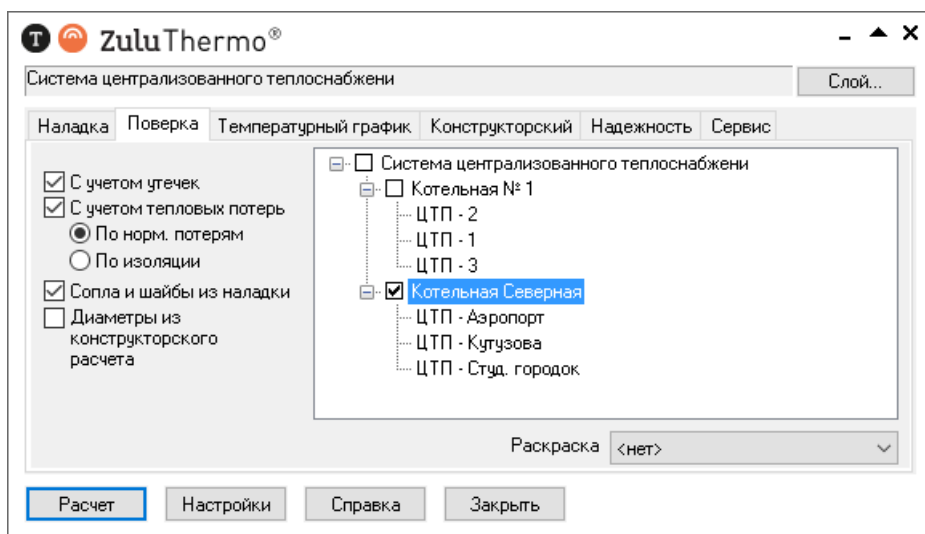 T ZuluThermo®
Система централизованного теплоснабжени
Слой...
Наладка Поверка Температурный график Конструкторский Надежность Сервис
С учетом утечек
С учетом тепловых потерь
По норм. потерям
По изоляции
Сопла и шайбы из наладки
Диаметры из
конструкторского
расчета
Система централизованного теплоснабжени
Котельная № 1
ЦТП - 2
ЦТП - 1
ЦТП - 3
Котельная Северная
ЦТП - Аэропорт
ЦТП - Кутузова
ЦТП - Студ. городок
Раскраска <нет>
Расчет Настройки Справка Закрыть